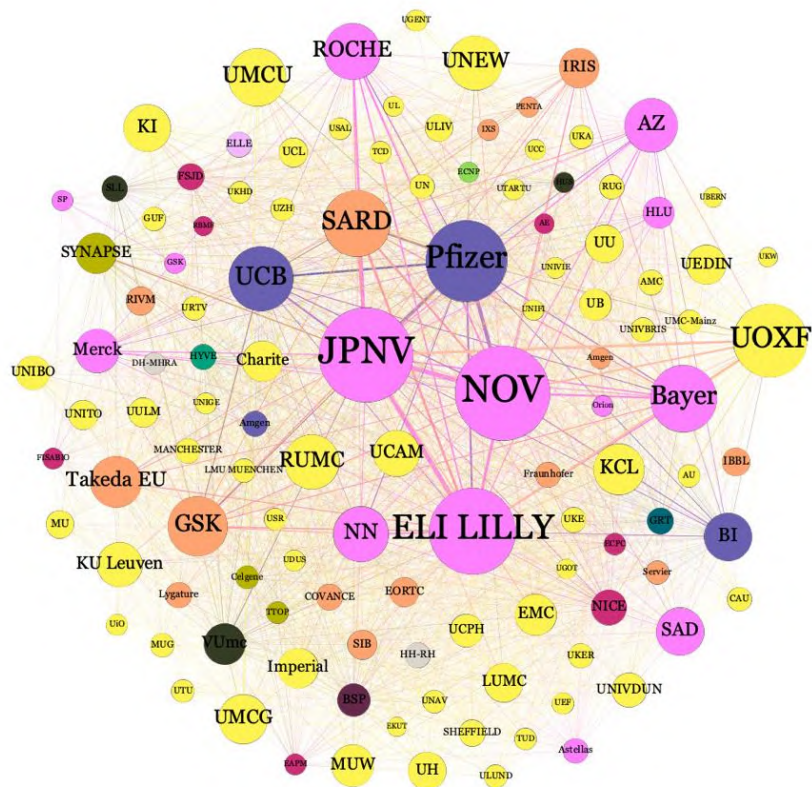 UGENT
ROCHE
UNEW
UMCU
IRIS
UL
PENTA
KI
USAL
ULIV
IXS
AZ
ELLE
UCL
TCD
UCC
UKA
FSJD
ECNP
SLL
UKHD
UN
UTARTU
RUG
UBERN
SP
UZH
HLU
GUF
SARD
AE
SYNAPSE
UU
GSK
Pfizer
UNIVIE
UEDIN
UKW
UCB
AMC
RIVM
UB
URTV
UNIFI
UNIVBRIS
UMC-Mainz
Merck
JPNV
UOXF
DH-MHRA
HYVE
Charite
Amgen
UNIBO
NOV
Bayer
UNIGE
Orion
UNITO
UULM
Amgen
MANCHESTER
UCAM
FISABIO
LMU MUENCHEN
RUMC
KCL
IBBL
Takeda EU
Fraunhofer
AU
MU
GSK
USR
NN
ELI LILLY
UKE
GRT
BI
ECPC
KU Leuven
UDUS
UGOT
Celgene
Servier
Lygature
COVANCE
EORTC
CAU
UiO
TTOP
EMC
NICE
MUG
VUmc
SIB
UCPH
SAD
HH-RH
UKER
Imperial
LUMC
UTU
UNIVDUN
BSP
UNAV
UEF
UMCG
EKUT
SHEFFIELD
TUD
Astellas
EAPM
MUW
UH
ULUND